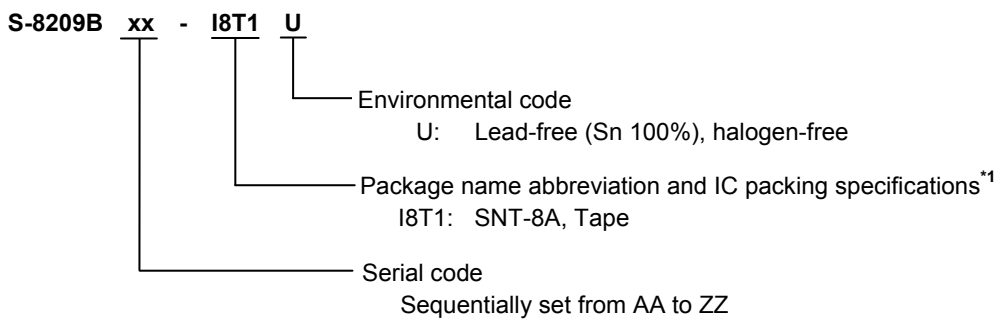 S-8209B xx - I8T1 U
Environmental code
U: Lead-free (Sn 100%), halogen-free
Package name abbreviation and IC packing specifications*1
I8T1: SNT-8A, Tape
Serial code
Sequentially set from AA to ZZ